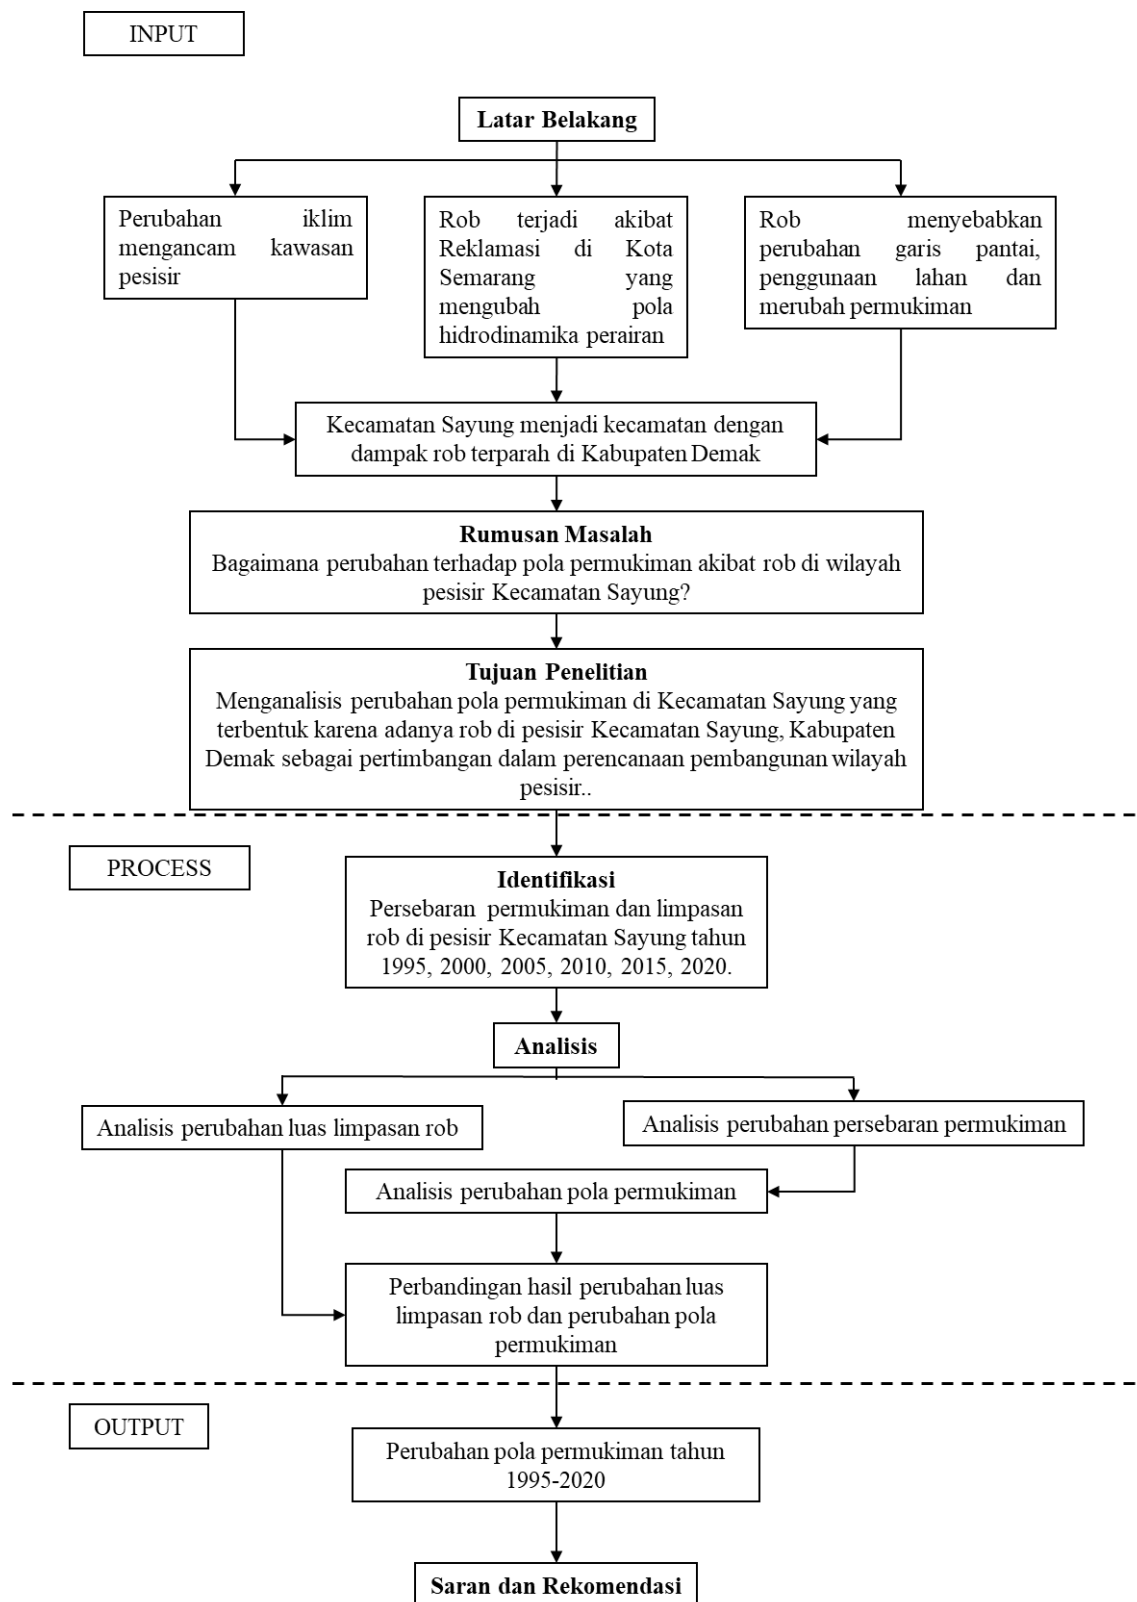 INPUT
Latar Belakang
Perubahan iklim
mengancam kawasan
pesisir
Rob terjadi akibat
Reklamasi di Kota
Semarang yang
mengubah pola
hidrodinamika perairan
Rob menyebabkan
perubahan garis pantai,
penggunaan lahan dan
merubah permukiman
Kecamatan Sayung menjadi kecamatan dengan
dampak rob terparah di Kabupaten Demak
Rumusan Masalah
Bagaimana perubahan terhadap pola permukiman akibat rob di wilayah
pesisir Kecamatan Sayung?
Tujuan Penelitian
Menganalisis perubahan pola permukiman di Kecamatan Sayung yang
terbentuk karena adanya rob di pesisir Kecamatan Sayung, Kabupaten
Demak sebagai pertimbangan dalam perencanaan pembangunan wilayah
pesisir..
PROCESS
Identifikasi
Persebaran permukiman dan limpasan
rob di pesisir Kecamatan Sayung tahun
1995, 2000, 2005, 2010, 2015, 2020.
Analisis
Analisis perubahan luas limpasan rob
Analisis perubahan persebaran permukiman
Analisis perubahan pola permukiman
Perbandingan hasil perubahan luas
limpasan rob dan perubahan pola
permukiman
OUTPUT
Perubahan pola permukiman tahun
1995-2020
Saran dan Rekomendasi